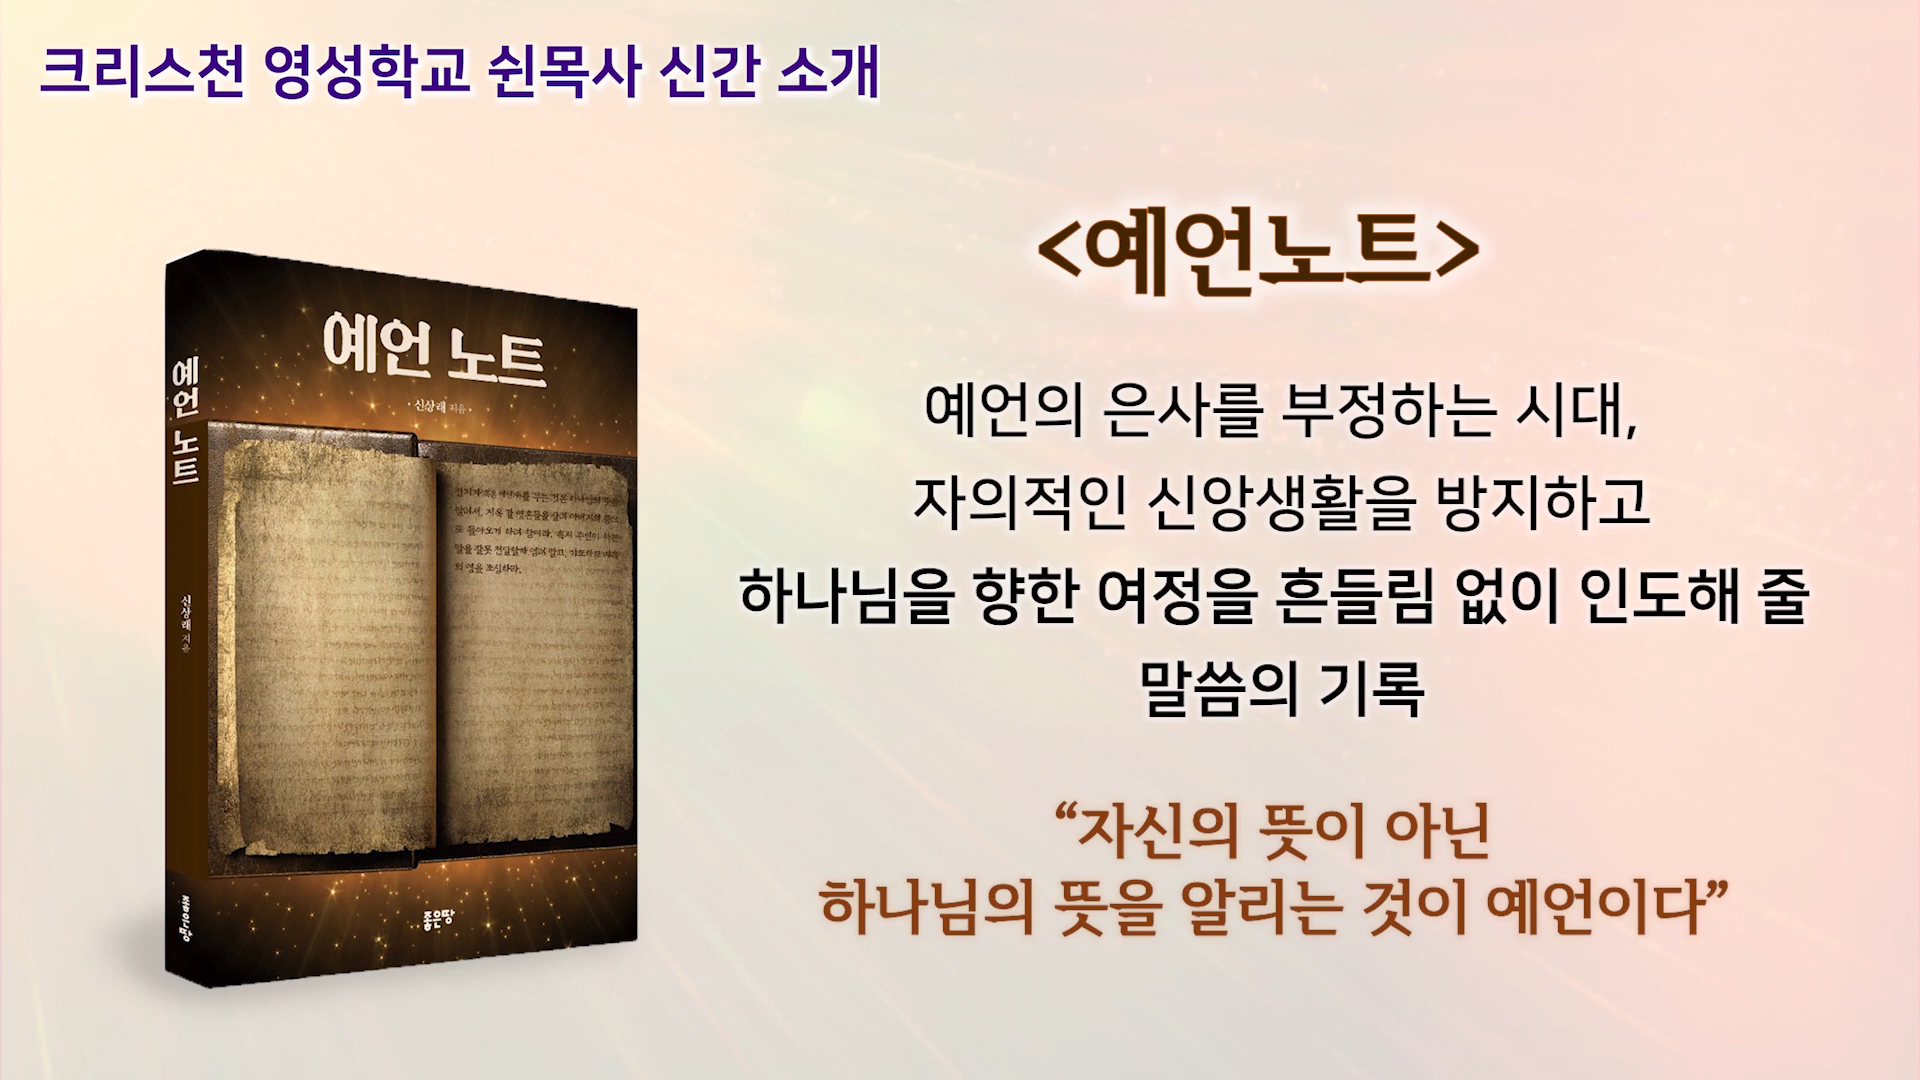 크리스천 영성학교 쉰목사 신간 소개
<예언노트>
예언의 은사를 부정하는 시대,
자의적인 신앙생활을 방지하고
하나님을 향한 여정을 흔들림 없이 인도해 줄
말씀의 기록
“자신의 뜻이 아닌
하나님의 뜻을 알리는 것이 예언이다”
예언 노트
· 신상래 지음 ·
좋은땅
예언 노트
신상래 지음
좋은땅